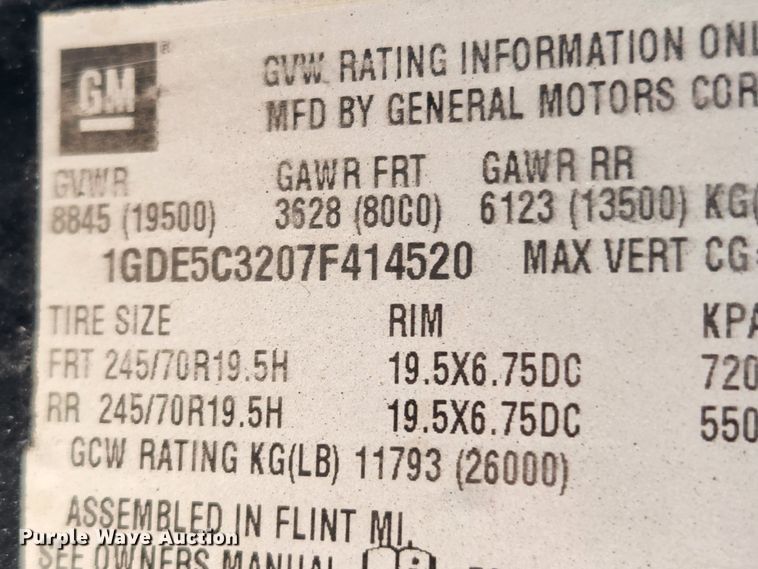 GM ®
GVW RATING INFORMATION ONL
MFD BY GENERAL MOTORS COR
GVWR GAWR FRT GAWR RR
8845 (19500) 3628 (80C0) 6123 (13500) KG(
1GDE5C3207F414520 MAX VERT CG=
TIRE SIZE RIM KPA
FRT 245/70R19.5H 19.5X6.75DC 720
RR 245/70R19.5H 19.5X6.75DC 550
GCW RATING KG(LB) 11793 (26000)
ASSEMBLED IN FLINT MI.
Purple Wave Auction
SEE OWNERS MANUAL